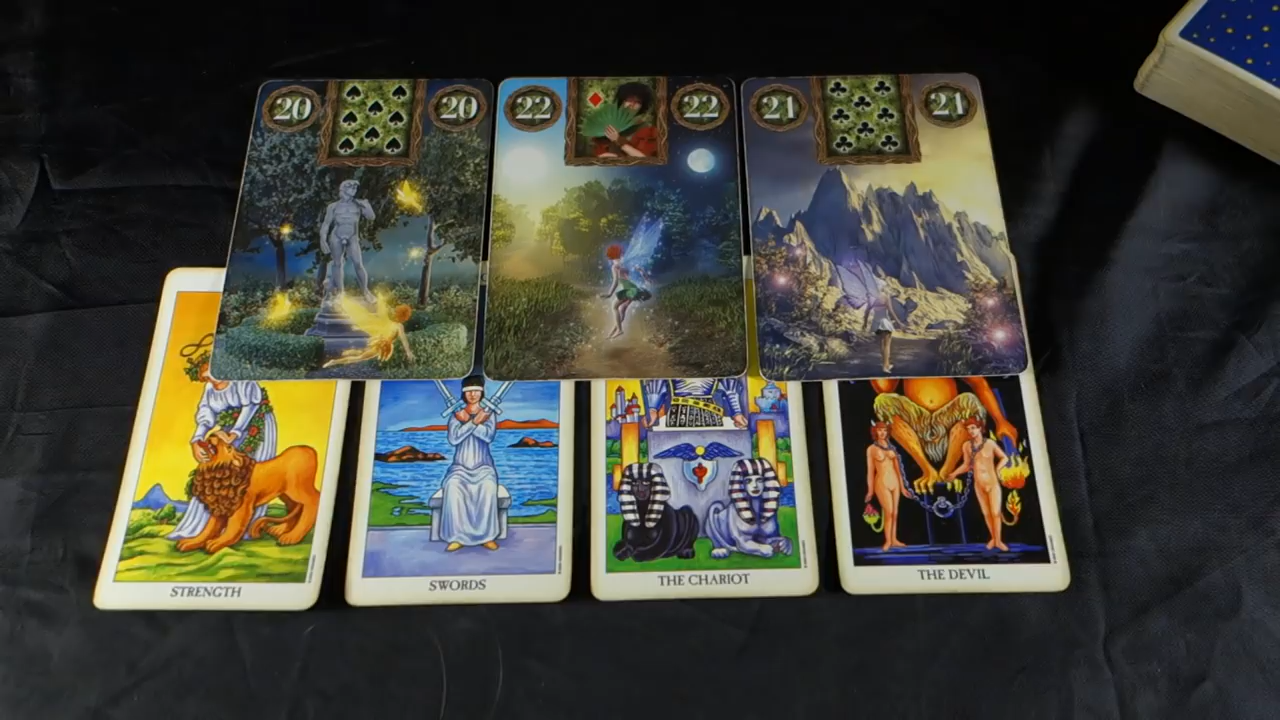 20 20
22 22
21 21
STRENGTH
SWORDS
THE CHARIOT
THE DEVIL